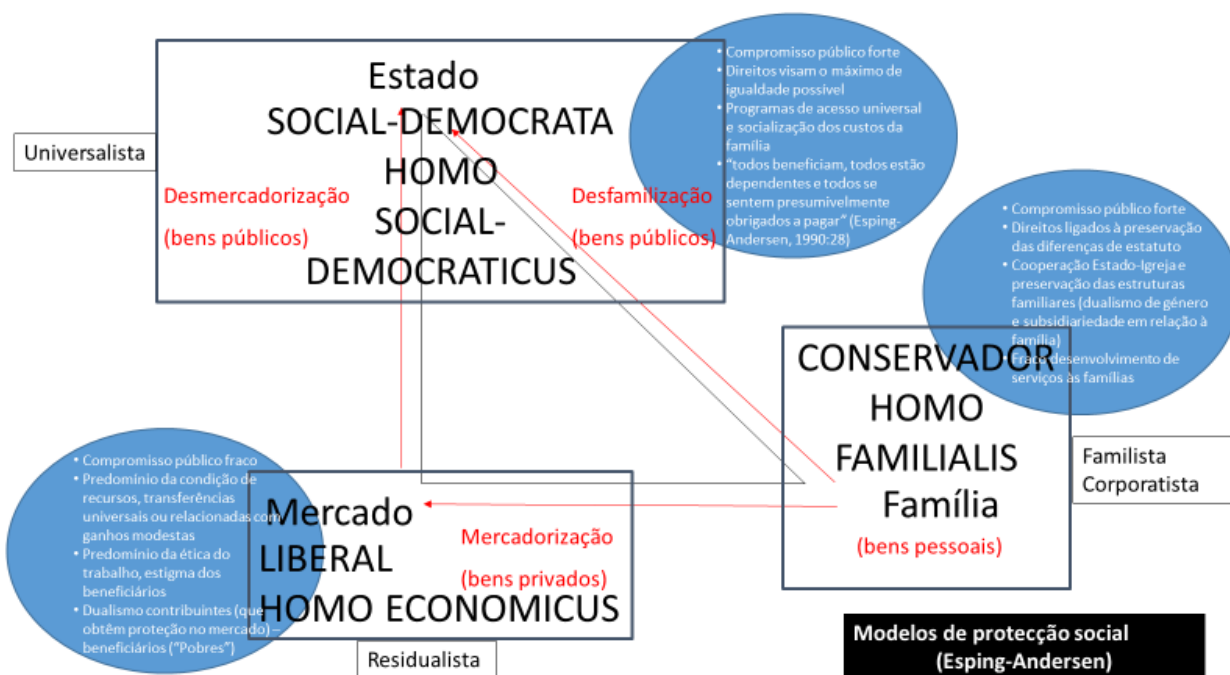 Estado
SOCIAL-DEMOCRATA
HOMO
SOCIAL-
DEMOCRATICUS
Universalista
Desmercadorização
(bens públicos)
Desfamilização
(bens públicos)
• Compromisso público forte
• Direitos visam o máximo de
igualdade possível
• Programas de acesso universal
e socialização dos custos da
família
• “todos beneficiam, todos estão
dependentes e todos se
sentem presumivelmente
obrigados a pagar“ (Esping-
Andersen, 1990:28)
• Compromisso público forte
• Direitos ligados à preservação
das diferenças de estatuto
• Cooperação Estado-Igreja e
preservação das estruturas
familiares (dualismo de género
e subsidiariedade em relação à
família)
• Fraco desenvolvimento de
serviços às famílias
CONSERVADOR
HOMO
FAMILIALIS
Família
(bens pessoais)
Familista
Corporatista
• Compromisso público fraco
• Predomínio da condição de
recursos, transferências
universais ou relacionadas com
ganhos modestas
• Predomínio da ética do
trabalho, estigma dos
beneficiários
• Dualismo contribuintes (que
obtêm proteção no mercado) –
beneficiários (“Pobres”)
Mercado
LIBERAL
HOMO ECONOMICUS
Mercadorização
(bens privados)
Residualista
Modelos de protecção social
(Esping-Andersen)